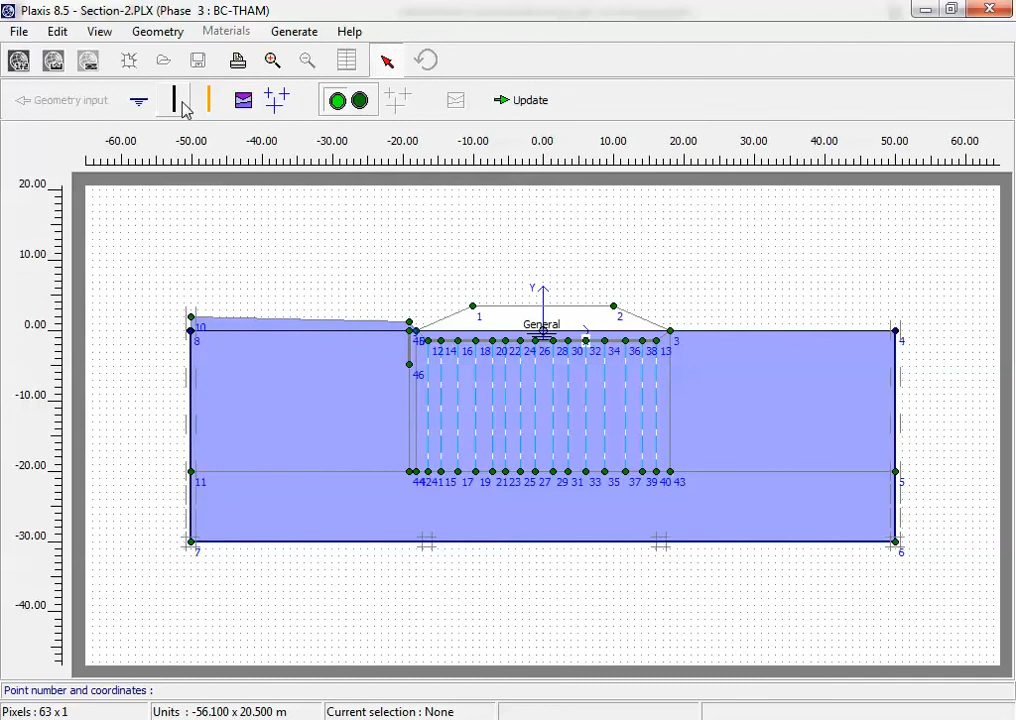 Plaxis 8.5 - Section-2.PLX (Phase 3 : BC-THAM)
File Edit View Geometry Materials Generate Help
Geometry input Update
-60.00 -50.00 -40.00 -30.00 -20.00 -10.00 0.00 10.00 20.00 30.00 40.00 50.00 60.00
20.00
10.00
0.00
-10.00
-20.00
-30.00
-40.00
Y
1 General 2
10
8 3 4
12 14 16 18 20 22 24 26 28 30 32 34 36 38 13
46
11 15 17 19 21 23 25 27 29 31 33 35 37 39 40 43 5
7 6
Point number and coordinates :
Pixels : 63 x 1 Units : -56.100 x 20.500 m Current selection : None